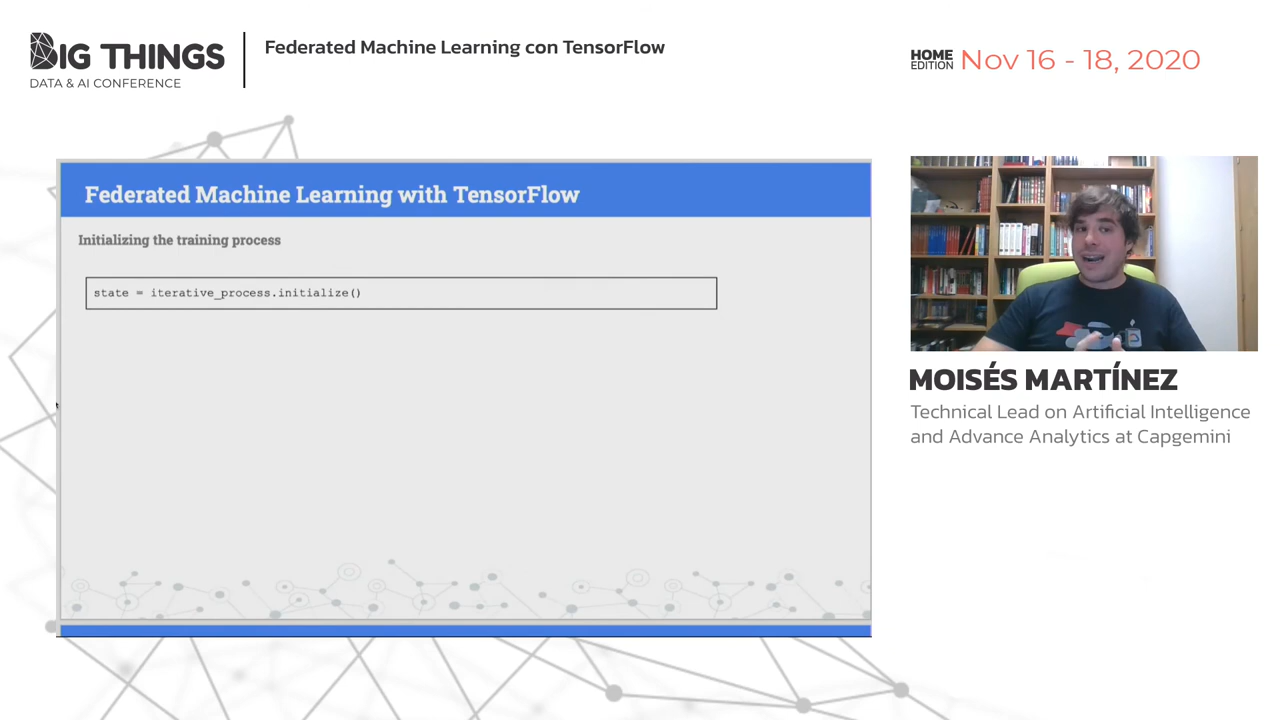 BIG THINGS
DATA & AI CONFERENCE
Federated Machine Learning con TensorFlow
HOME
EDITION
Nov 16 - 18, 2020
Federated Machine Learning with TensorFlow
Initializing the training process
state = iterative_process.initialize()
MOISÉS MARTÍNEZ
Technical Lead on Artificial Intelligence
and Advance Analytics at Capgemini